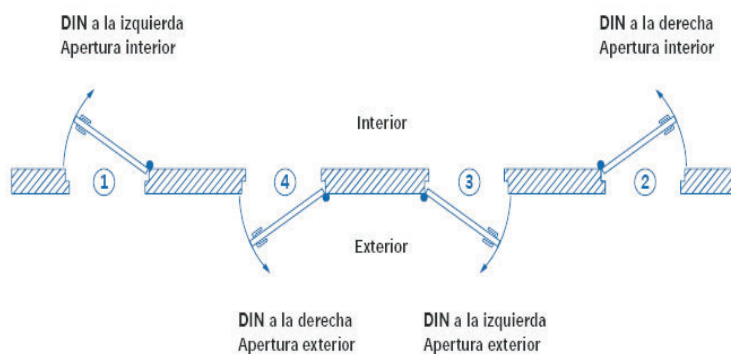 DIN a la izquierda
Apertura interior
DIN a la derecha
Apertura interior
Interior
1
4
3
2
Exterior
DIN a la derecha
Apertura exterior
DIN a la izquierda
Apertura exterior